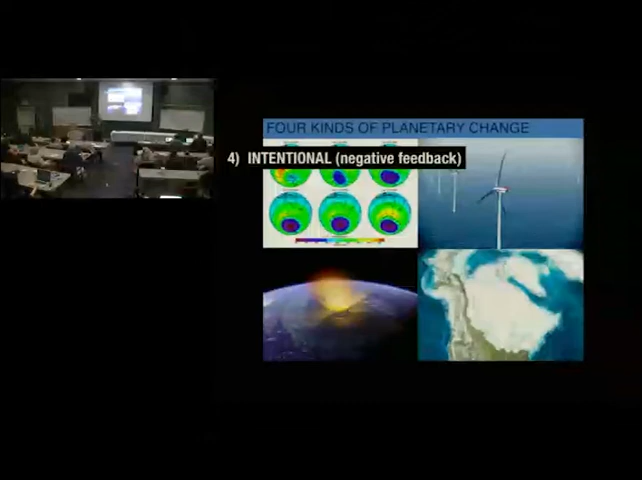 FOUR KINDS OF PLANETARY CHANGE
4) INTENTIONAL (negative feedback)